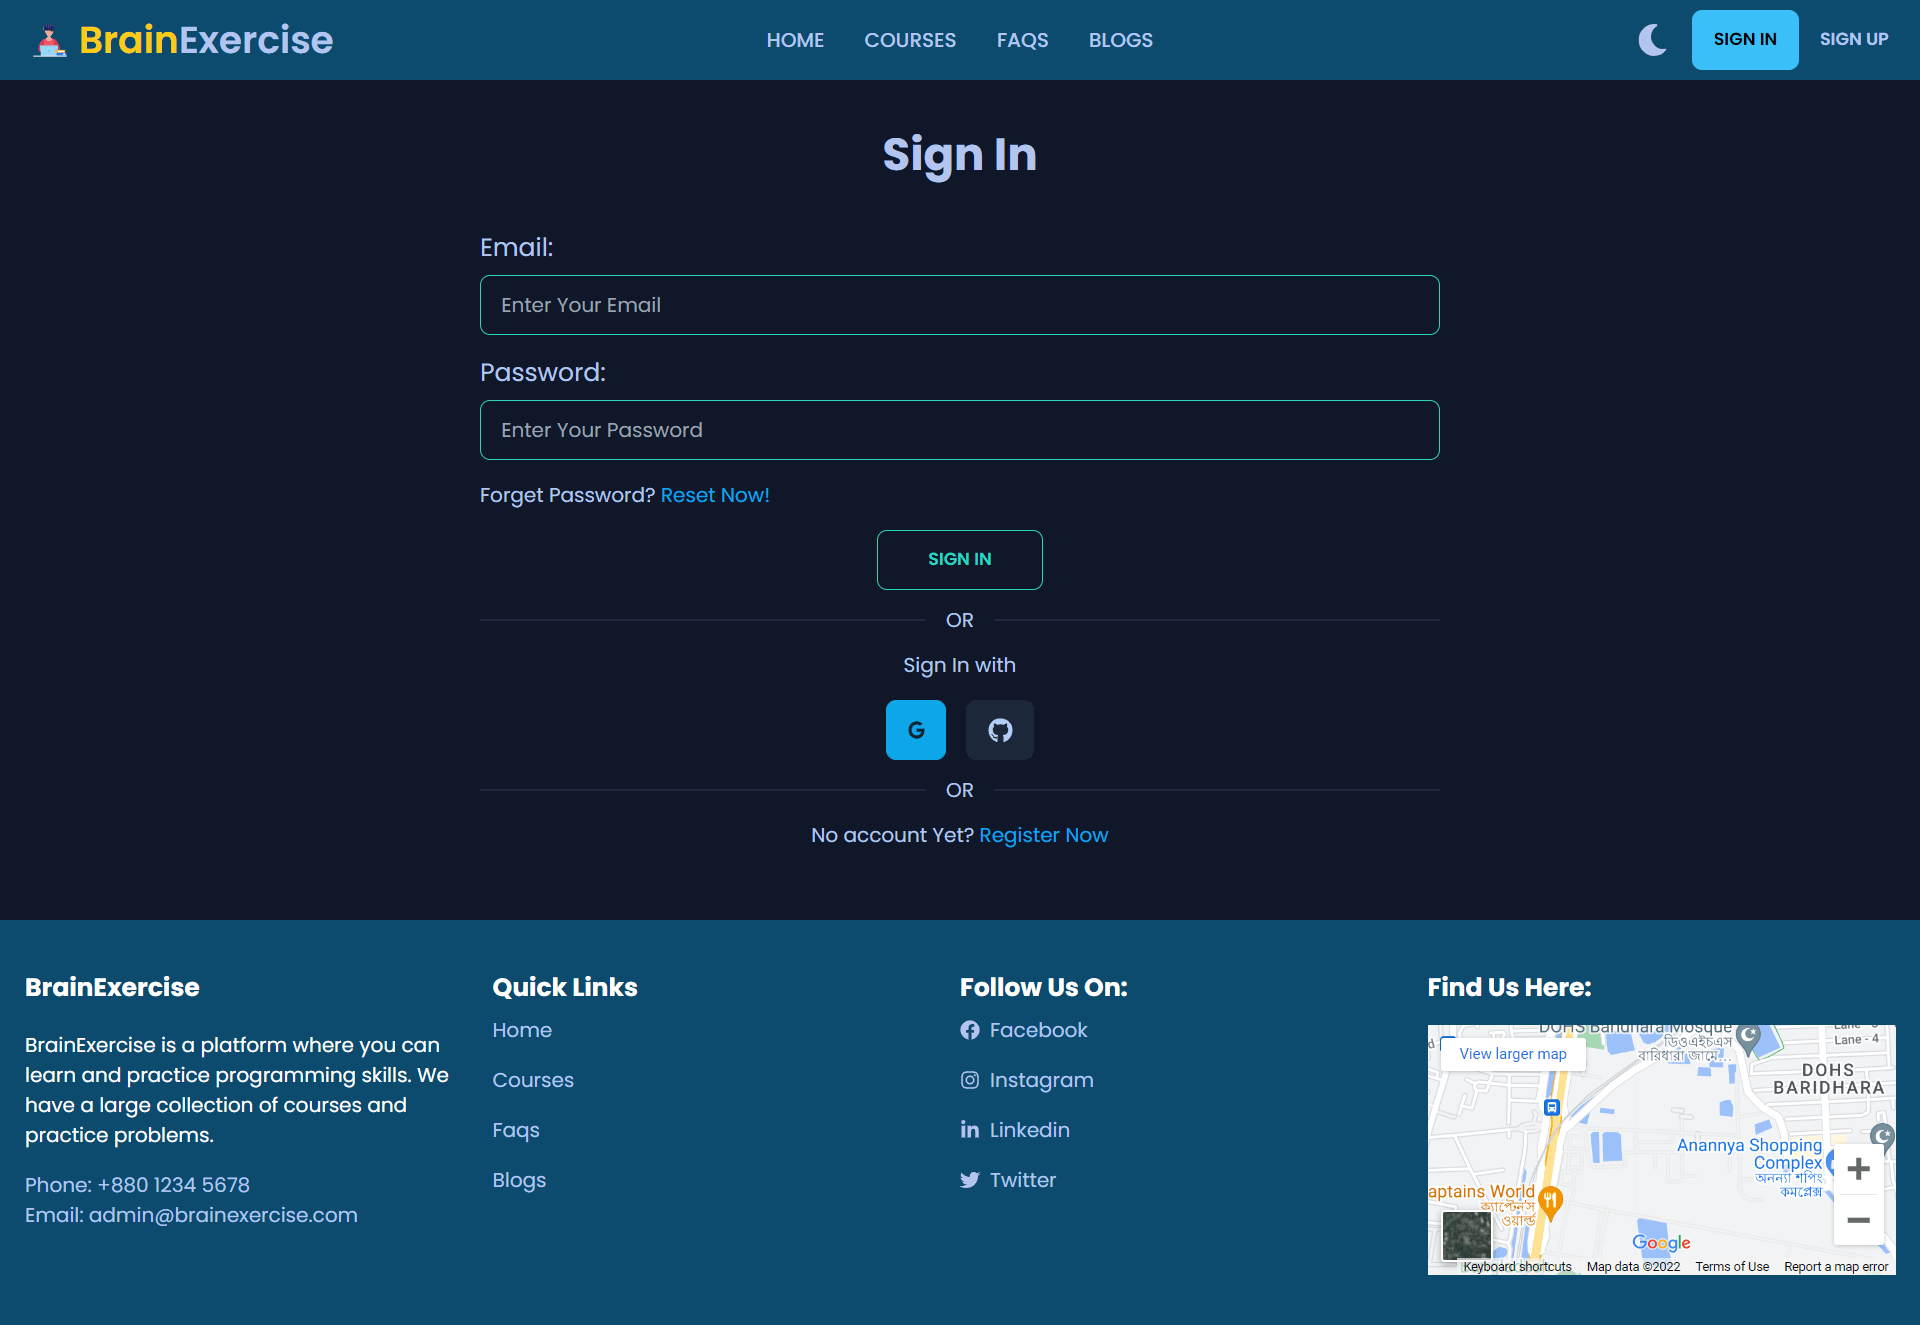 BrainExercise
HOME
COURSES
FAQS
BLOGS
SIGN IN
SIGN UP
Sign In
Email:
Enter Your Email
Password:
Enter Your Password
Forget Password? Reset Now!
SIGN IN
OR
Sign In with
OR
No account Yet? Register Now
BrainExercise
BrainExercise is a platform where you can
learn and practice programming skills. We
have a large collection of courses and
practice problems.
Phone: +880 1234 5678
Email: admin@brainexercise.com
Quick Links
Home
Courses
Faqs
Blogs
Follow Us On:
Facebook
Instagram
Linkedin
Twitter
Find Us Here:
DOHS Baridhara Mosque
ডিওএইচএস
বারিধারা জামে...
View larger map
Lane - 4
DOHS
BARIDHARA
Anannya Shopping
Complex
অনন্যা শপিং
কমপ্লেক্স
aptains World
ক্যাপ্টেনস
ওয়ার্ল্ড
Google
Keyboard shortcuts
Map data ©2022
Terms of Use
Report a map error